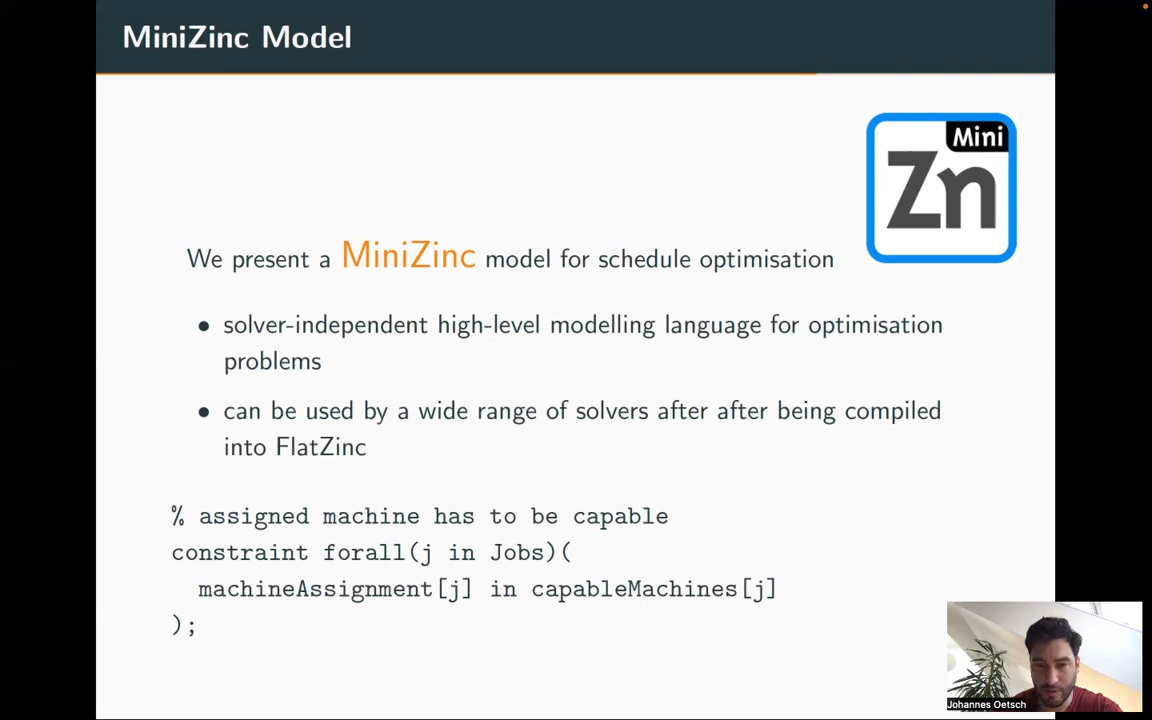 MiniZinc Model
Mini
Zn
We present a MiniZinc model for schedule optimisation
• solver-independent high-level modelling language for optimisation
problems
• can be used by a wide range of solvers after after being compiled
into FlatZinc
% assigned machine has to be capable
constraint forall(j in Jobs)(
machineAssignment[j] in capableMachines[j]
);
Johannes Oetsch